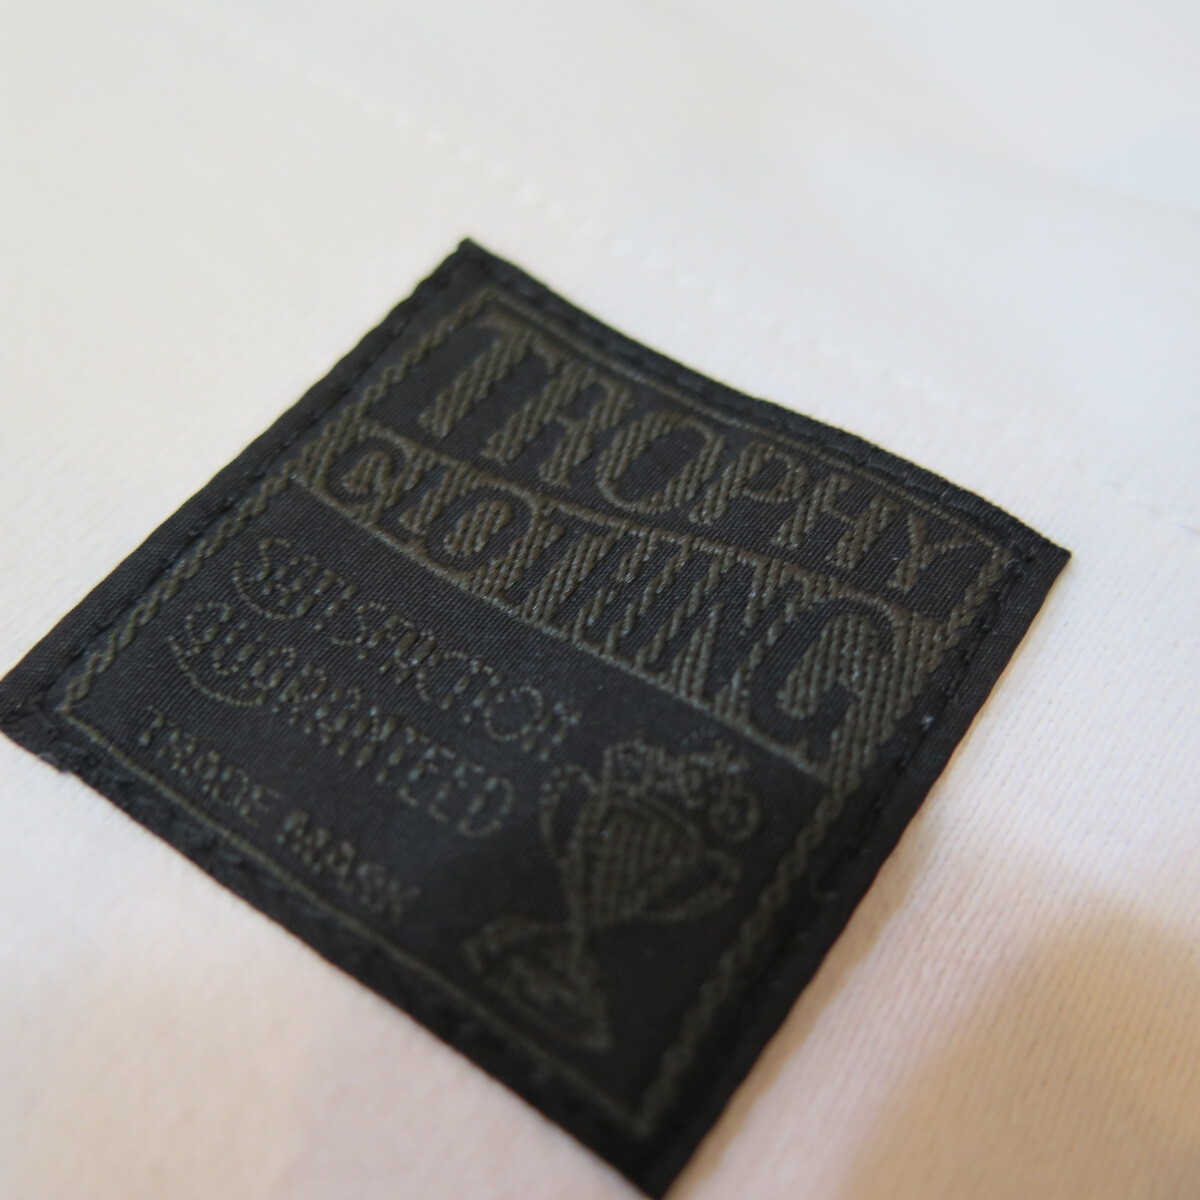 TROPHY
CLOTHING
SATISFACTION
GUARANTEED
TRADE MARK